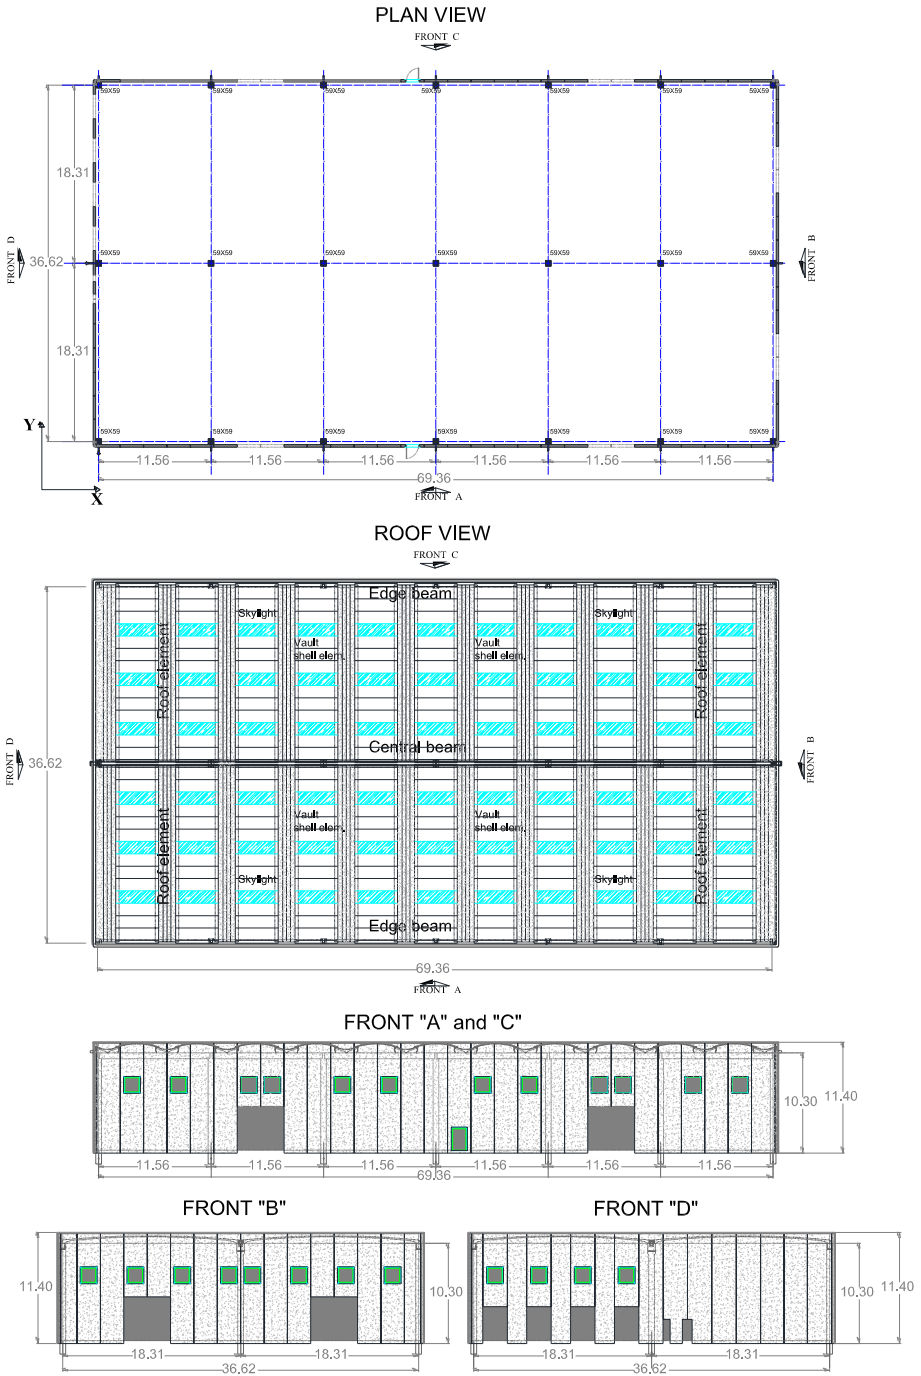 PLAN VIEW
FRONT C
59X59 59X59 59X59 59X59 59X59 59X59 59X59
18.31
FRONT D
36.62
59X59 59X59 59X59 59X59 59X59 59X59 59X59
FRONT B
18.31
Y
59X59 59X59 59X59 59X59 59X59 59X59 59X59
11.56 11.56 11.56 11.56 11.56 11.56
69.36
X
FRONT A
ROOF VIEW
FRONT C
Edge beam
Skylight Skylight
Vault Vault
shell elem. shell elem.
Roof element Roof element
Central beam
FRONT D
36.62
FRONT B
Vault Vault
shell elem. shell elem.
Roof element Roof element
Skylight Skylight
Edge beam
69.36
FRONT A
FRONT "A" and "C"
10.30
11.40
11.56 11.56 11.56 11.56 11.56 11.56
69.36
FRONT "B"
11.40
10.30
18.31 18.31
36.62
FRONT "D"
10.30
11.40
18.31 18.31
36.62